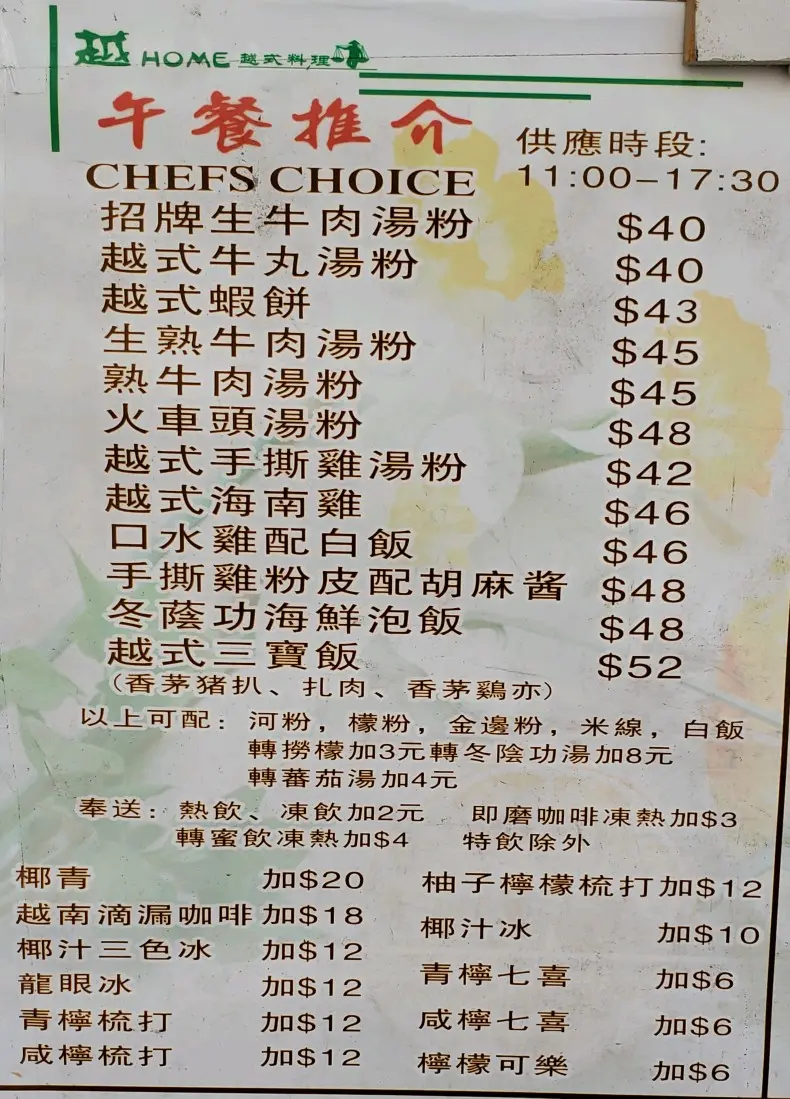 越 HOME 越式料理
午餐推介
供應時段:
CHEFS CHOICE
11:00-17:30
招牌生牛肉湯粉 $40
越式牛丸湯粉 $40
越式蝦餅 $43
生熟牛肉湯粉 $45
熟牛肉湯粉 $45
火車頭湯粉 $48
越式手撕雞湯粉 $42
越式海南雞 $46
口水雞配白飯 $46
手撕雞粉皮配胡麻酱 $48
冬蔭功海鮮泡飯 $48
越式三寶飯 $52
(香茅猪扒、扎肉、香茅鷄亦)
以上可配: 河粉, 檬粉, 金邊粉, 米線, 白飯
轉撈檬加3元轉冬陰功湯加8元
轉蕃茄湯加4元
奉送: 熱飲、凍飲加2元 即磨咖啡凍熱加$3
轉蜜飲凍熱加$4 特飲除外
椰青 加$20
越南滴漏咖啡 加$18
椰汁三色冰 加$12
龍眼冰 加$12
青檸梳打 加$12
咸檸梳打 加$12
柚子檸檬梳打加$12
椰汁冰 加$10
青檸七喜 加$6
咸檸七喜 加$6
檸檬可樂 加$6